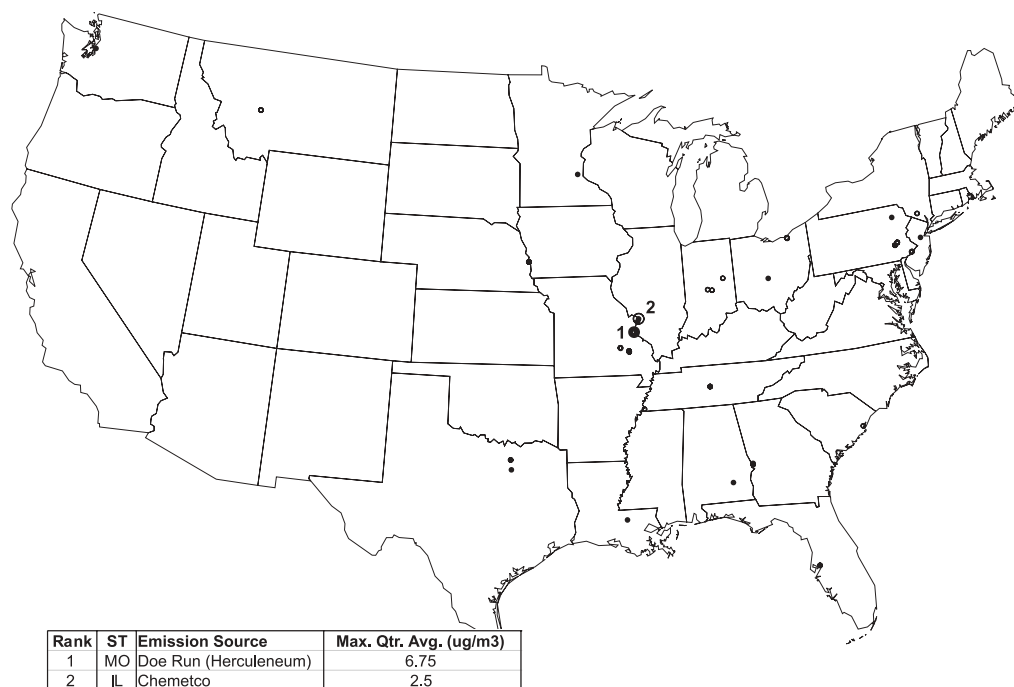 2
1
Rank ST Emission Source Max. Qtr. Avg. (ug/m3)
1 MO Doe Run (Herculeneum) 6.75
2 IL Chemetco 2.5